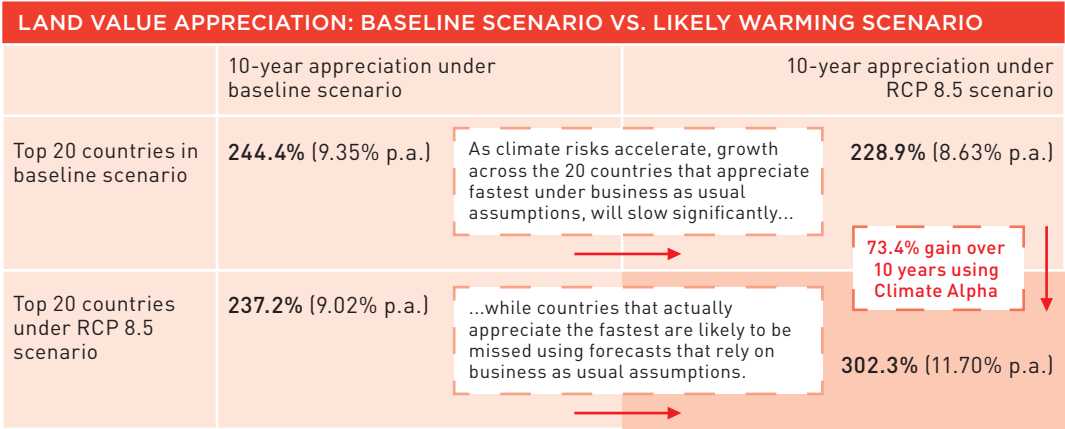 LAND VALUE APPRECIATION: BASELINE SCENARIO VS. LIKELY WARMING SCENARIO
10-year appreciation under
baseline scenario
10-year appreciation under
RCP 8.5 scenario
Top 20 countries in
baseline scenario
244.4% (9.35% p.a.)
As climate risks accelerate, growth
across the 20 countries that appreciate
fastest under business as usual
assumptions, will slow significantly...
228.9% (8.63% p.a.)
73.4% gain over
10 years using
Climate Alpha
Top 20 countries
under RCP 8.5
scenario
237.2% (9.02% p.a.)
...while countries that actually
appreciate the fastest are likely to be
missed using forecasts that rely on
business as usual assumptions.
302.3% (11.70% p.a.)